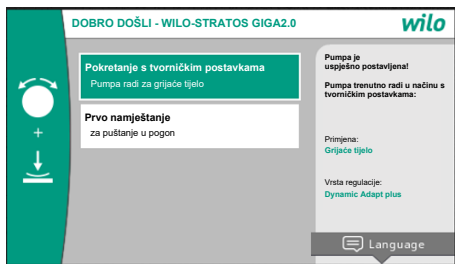 DOBRO DOŠLI - WILO-STRATOS GIGA2.0
wilo
Pokretanje s tvorničkim postavkama
Pumpa radi za grijaće tijelo
Prvo namještanje
za puštanje u pogon
Pumpa je
uspješno postavljena!
Pumpa trenutno radi u načinu s
tvorničkim postavkama:
Primjena:
Grijaće tijelo
Vrsta regulacije:
Dynamic Adapt plus
+
Language